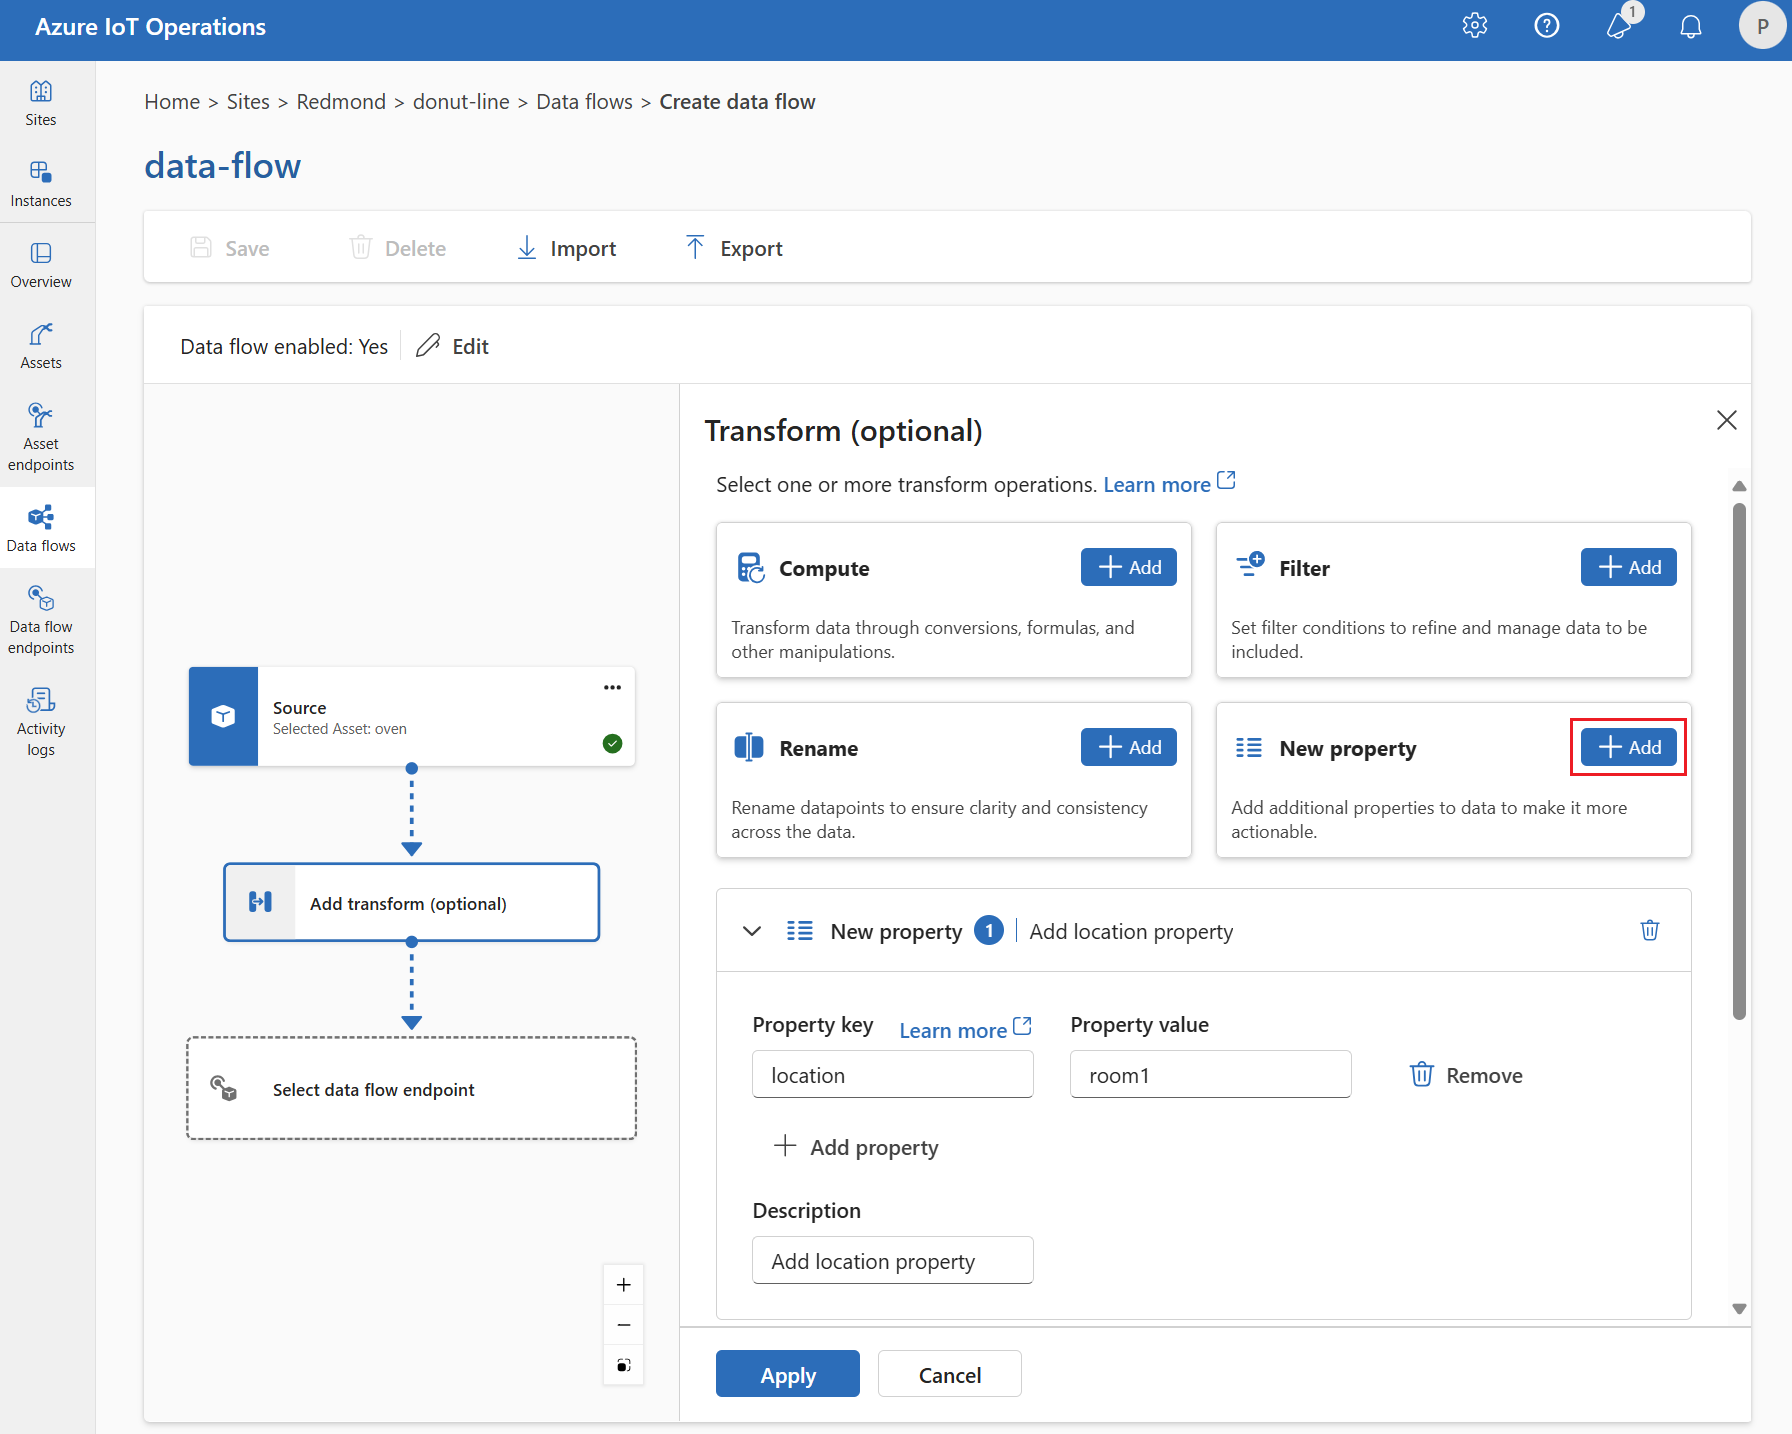 Azure IoT Operations
1
P
Sites
Instances
Overview
Assets
Asset
endpoints
Data flows
Data flow
endpoints
Activity
logs
Home > Sites > Redmond > donut-line > Data flows > Create data flow
data-flow
Save
Delete
Import
Export
Data flow enabled: Yes
Edit
Source
Selected Asset: oven
Add transform (optional)
Select data flow endpoint
Transform (optional)
Select one or more transform operations. Learn more
Compute
Add
Transform data through conversions, formulas, and
other manipulations.
Filter
Add
Set filter conditions to refine and manage data to be
included.
Rename
Add
Rename datapoints to ensure clarity and consistency
across the data.
New property
Add
Add additional properties to data to make it more
actionable.
New property 1 | Add location property
Property key Learn more
Property value
location
room1
Remove
Add property
Description
Add location property
Apply
Cancel